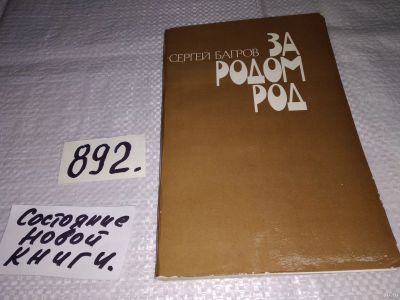 СЕРГЕЙ БАГРОВ
ЗА
РОДОМ
РОД
892.
Состояние
новой
книги.